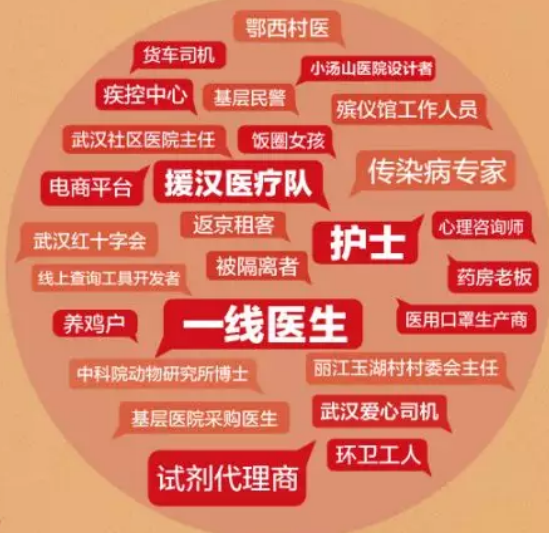 鄂西村医
货车司机
小汤山医院设计者
疾控中心
基层民警
殡仪馆工作人员
武汉社区医院主任
饭圈女孩
传染病专家
电商平台
援汉医疗队
返京租客
护士
心理咨询师
武汉红十字会
被隔离者
线上查询工具开发者
药房老板
养鸡户
一线医生
医用口罩生产商
中科院动物研究所博士
丽江玉湖村村委会主任
基层医院采购医生
武汉爱心司机
环卫工人
试剂代理商